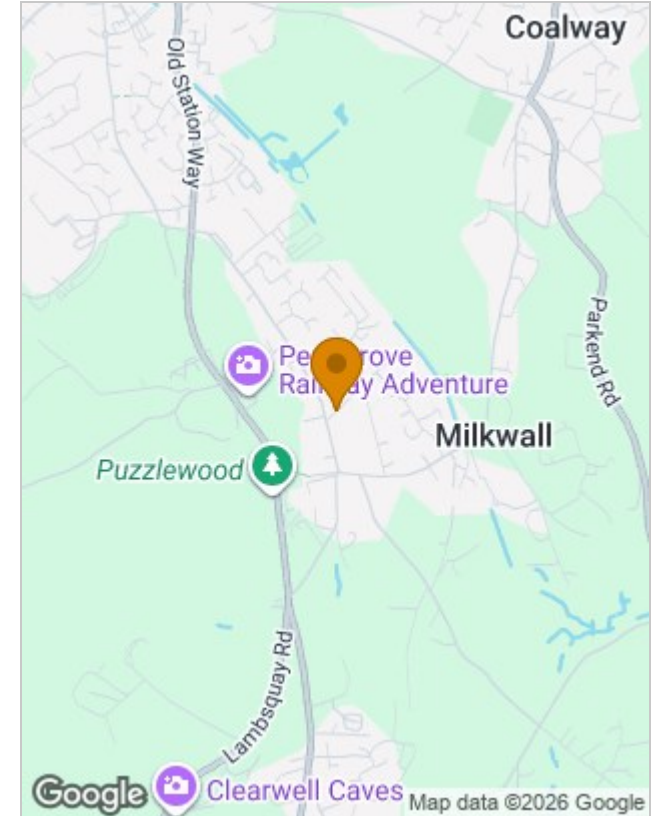 Coalway
Old Station Way
Railway Adventure
Parkend Rd
Milkwall
Puzzlewood
Lambsquay Rd
Clearwell Caves
Google
Map data ©2026 Google